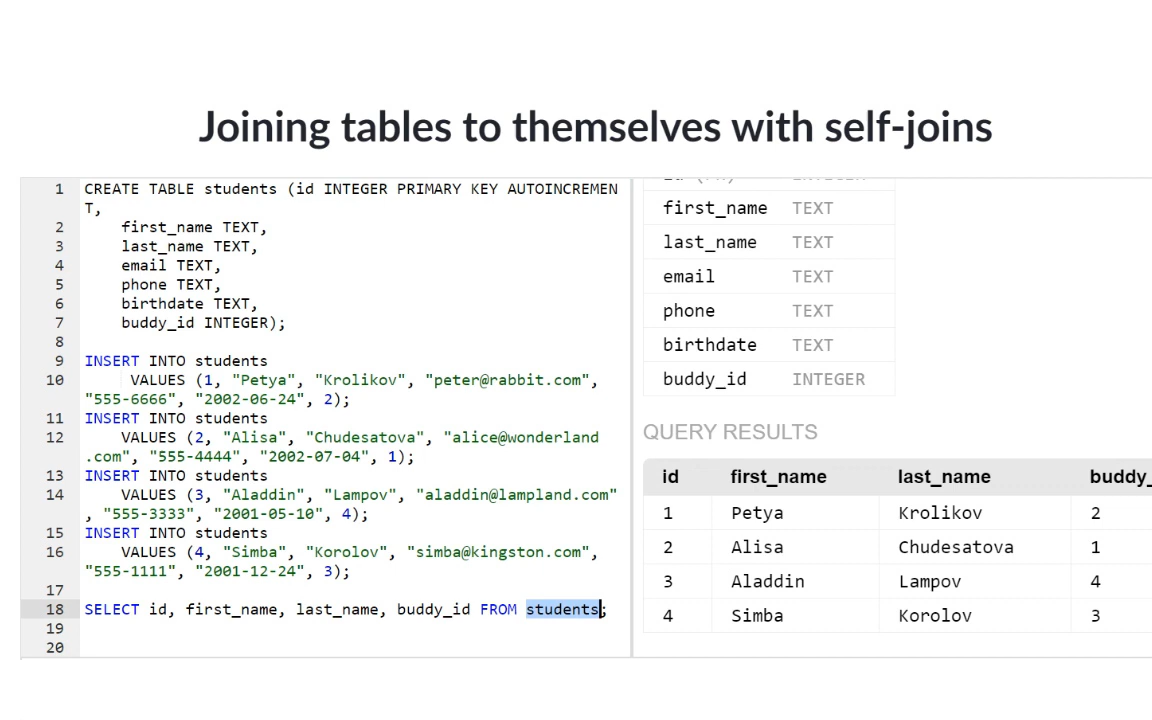 Joining tables to themselves with self-joins
1 CREATE TABLE students (id INTEGER PRIMARY KEY AUTOINCREMEN
T,
2 first_name TEXT,
3 last_name TEXT,
4 email TEXT,
5 phone TEXT,
6 birthdate TEXT,
7 buddy_id INTEGER);
8
9 INSERT INTO students
10 VALUES (1, "Petya", "Krolikov", "peter@rabbit.com",
"555-6666", "2002-06-24", 2);
11 INSERT INTO students
12 VALUES (2, "Alisa", "Chudesatova", "alice@wonderland
.com", "555-4444", "2002-07-04", 1);
13 INSERT INTO students
14 VALUES (3, "Aladdin", "Lampov", "aladdin@lampland.com"
, "555-3333", "2001-05-10", 4);
15 INSERT INTO students
16 VALUES (4, "Simba", "Korolov", "simba@kingston.com",
"555-1111", "2001-12-24", 3);
17
18 SELECT id, first_name, last_name, buddy_id FROM students;
19
20
first_name TEXT
last_name TEXT
email TEXT
phone TEXT
birthdate TEXT
buddy_id INTEGER
QUERY RESULTS
id first_name last_name buddy_
1 Petya Krolikov 2
2 Alisa Chudesatova 1
3 Aladdin Lampov 4
4 Simba Korolov 3